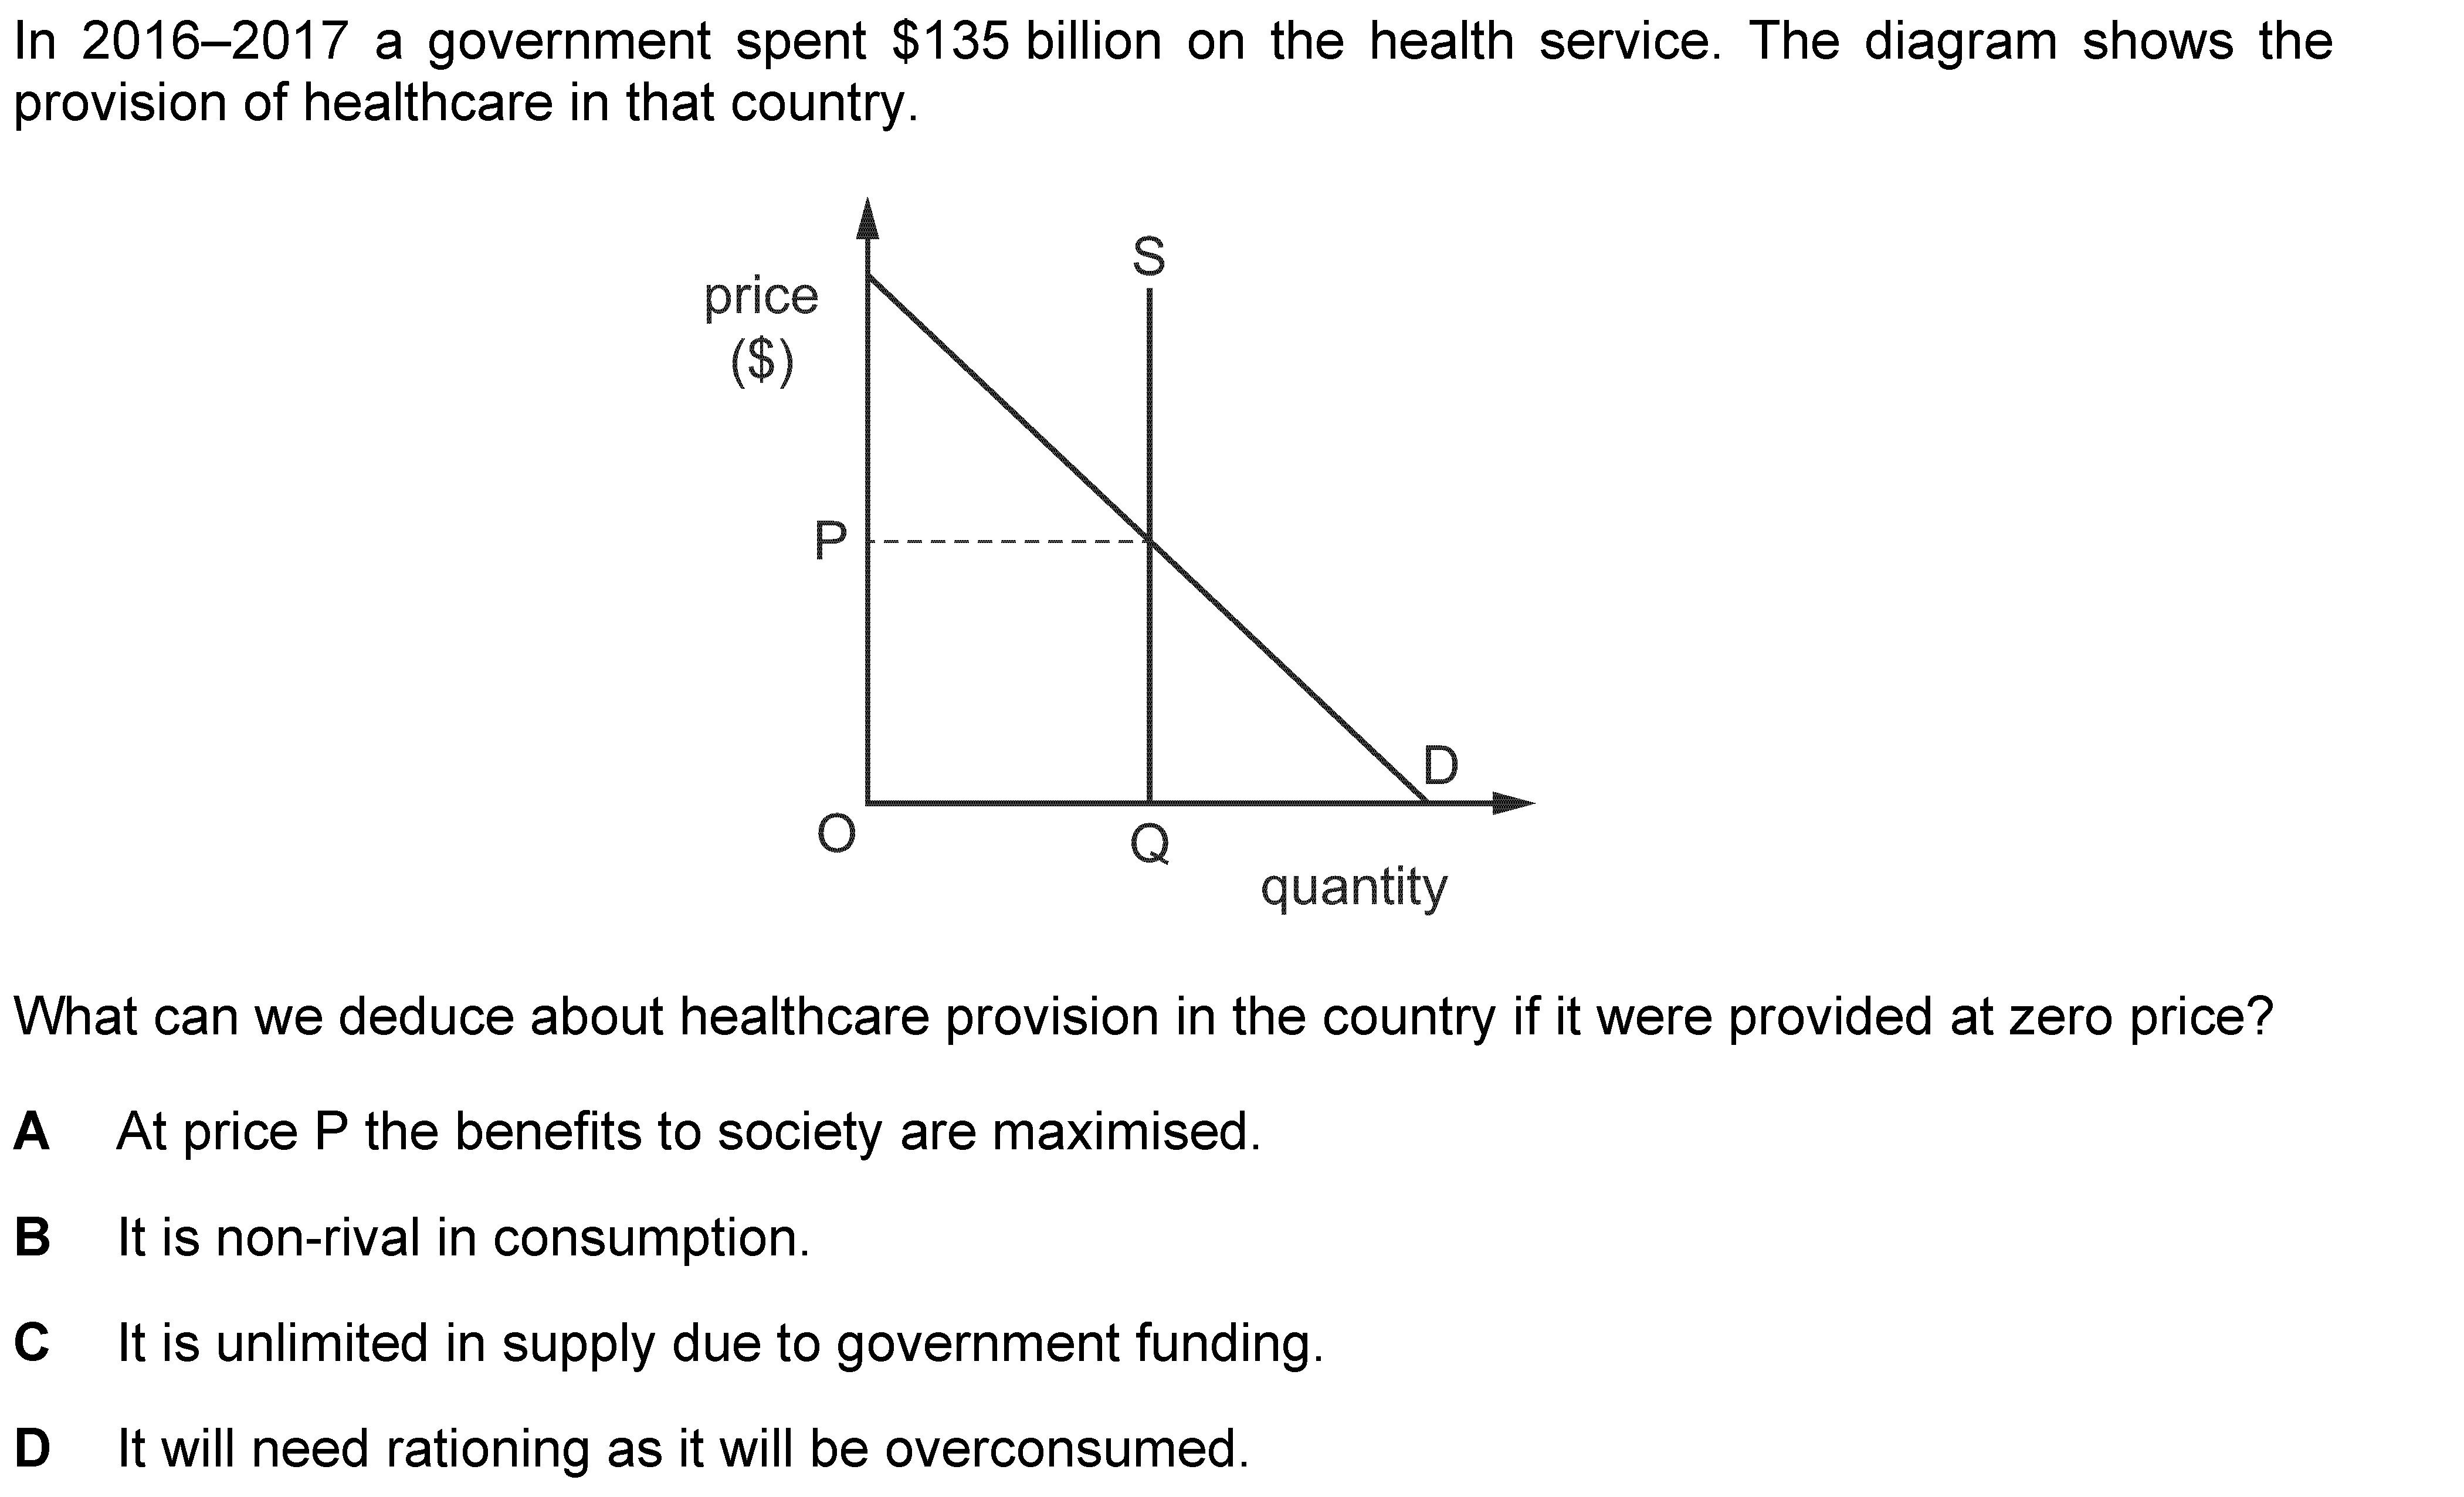 In 2016–2017 a government spent $135 billion on the health service. The diagram shows the
provision of healthcare in that country.
S
price
($)
P
D
O
Q
quantity
What can we deduce about healthcare provision in the country if it were provided at zero price?
A At price P the benefits to society are maximised.
B It is non-rival in consumption.
C It is unlimited in supply due to government funding.
D It will need rationing as it will be overconsumed.